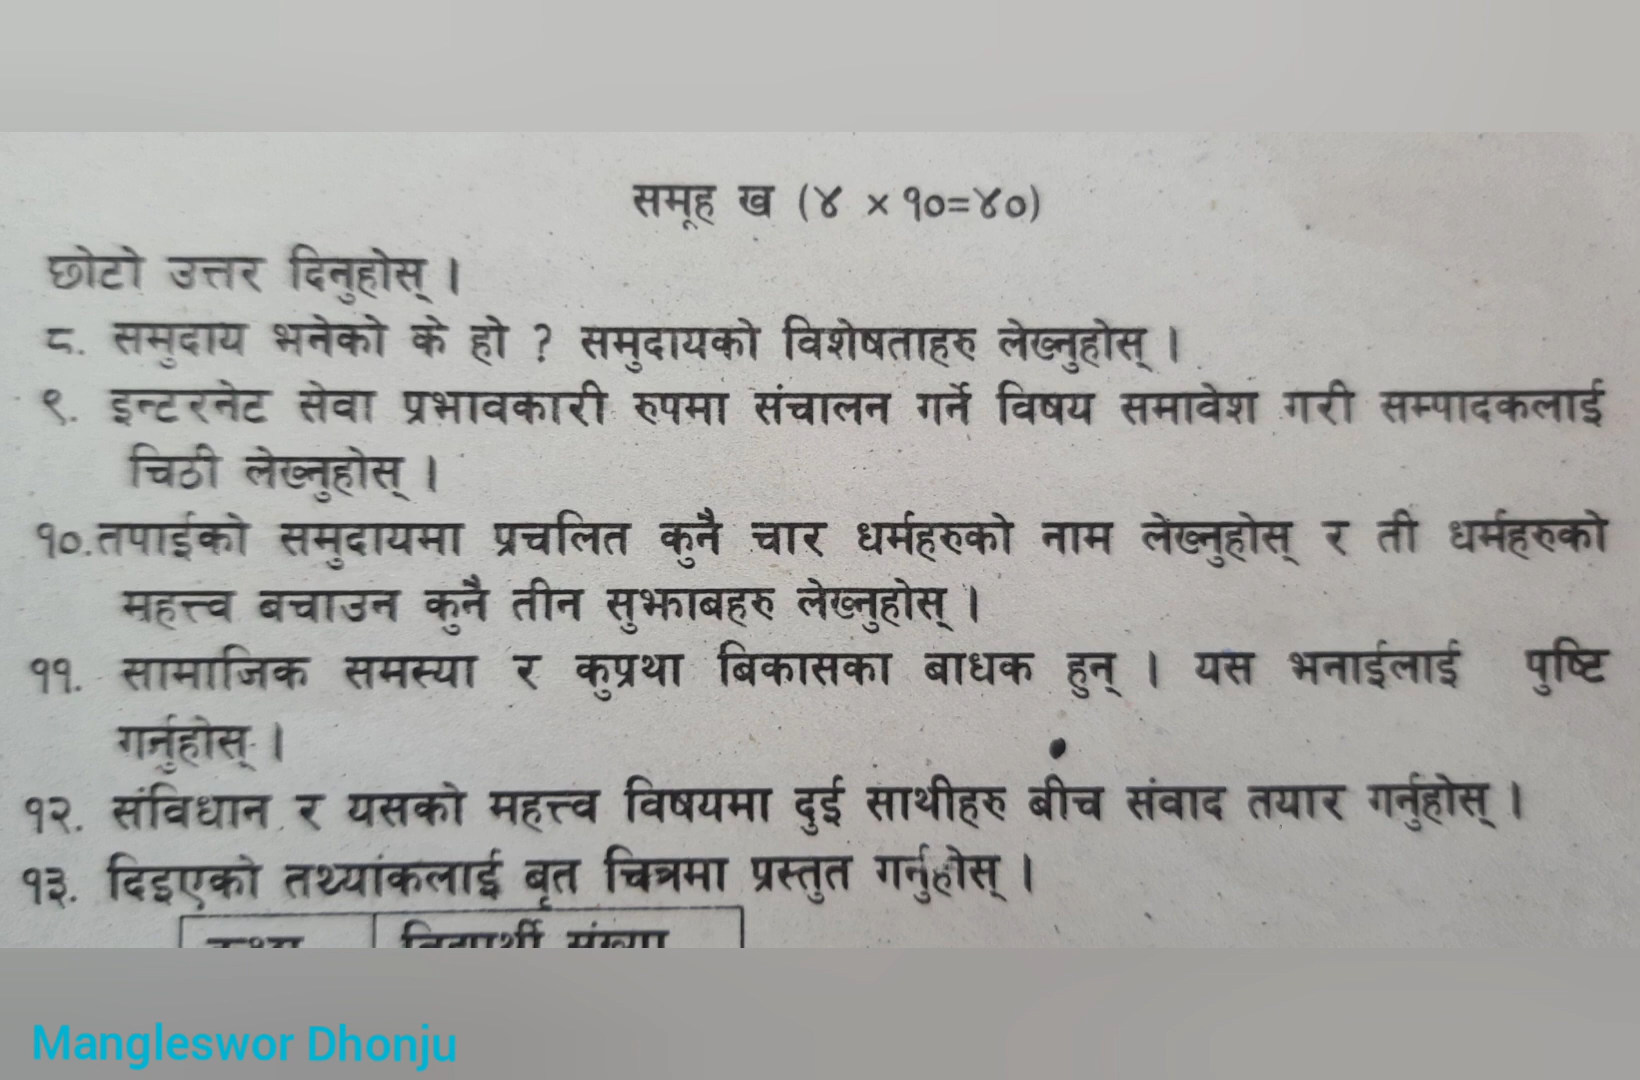 समूह ख (४ × १०=४०)
छोटो उत्तर दिनुहोस् ।
८. समुदाय भनेको के हो ? समुदायको विशेषताहरु लेख्नुहोस् ।
९. इन्टरनेट सेवा प्रभावकारी रुपमा संचालन गर्ने विषय समावेश गरी सम्पादकलाई
चिठी लेख्नुहोस् ।
१०.तपाईको समुदायमा प्रचलित कुनै चार धर्महरुको नाम लेख्नुहोस् र ती धर्महरुको
महत्त्व बचाउन कुनै तीन सुझाबहरु लेख्नुहोस् ।
११. सामाजिक समस्या र कुप्रथा बिकासका बाधक हुन् । यस भनाईलाई पुष्टि
गर्नुहोस् ।
१२. संविधान र यसको महत्त्व विषयमा दुई साथीहरु बीच संवाद तयार गर्नुहोस् ।
१३. दिइएको तथ्यांकलाई बृत चित्रमा प्रस्तुत गर्नुहोस् ।
विद्यार्थी संख्या
Mangleswor Dhonju